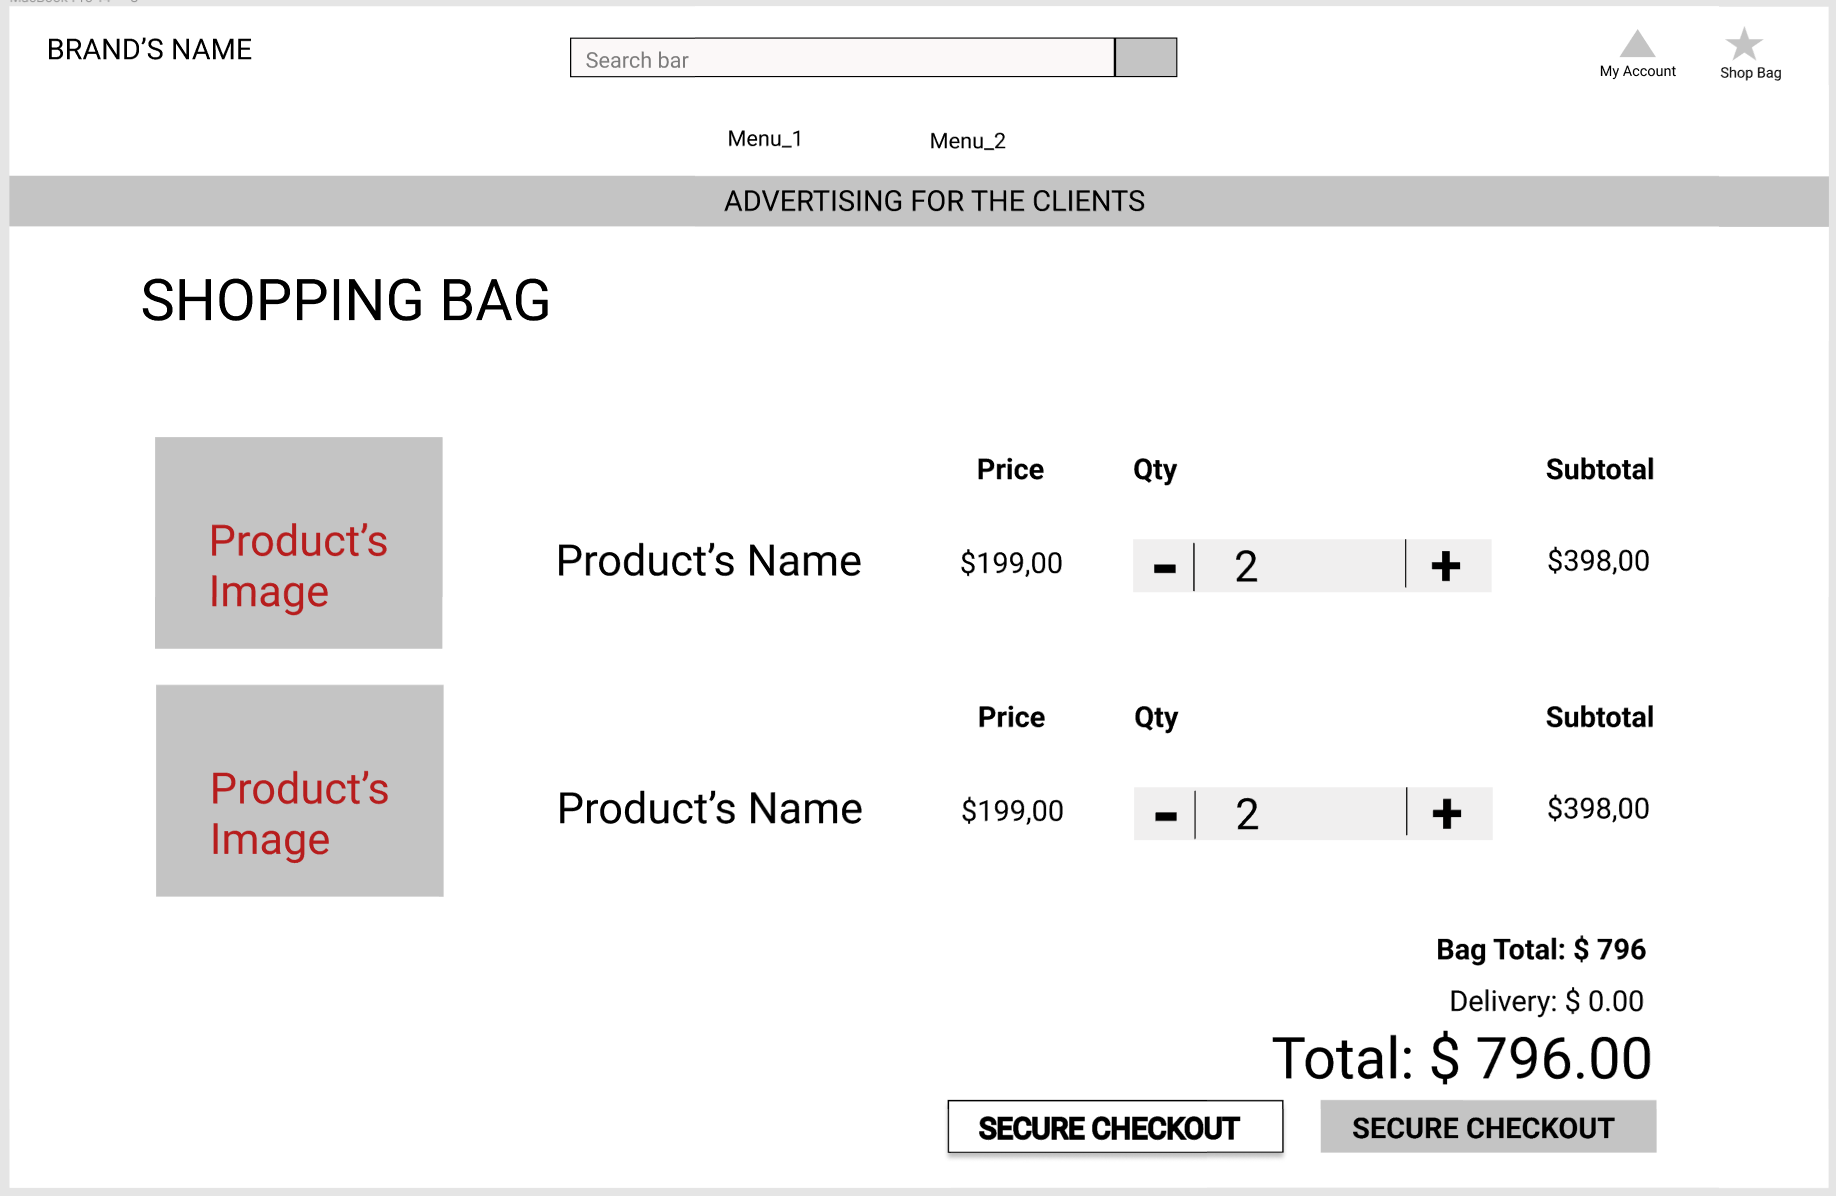 BRAND’S NAME
Search bar
My Account
Shop Bag
Menu_1
Menu_2
ADVERTISING FOR THE CLIENTS
SHOPPING BAG
Price
Qty
Subtotal
Product’s
Image
Product’s Name
$199,00
-
2
+
$398,00
Price
Qty
Subtotal
Product’s
Image
Product’s Name
$199,00
-
2
+
$398,00
Bag Total: $ 796
Delivery: $ 0.00
Total: $ 796.00
SECURE CHECKOUT
SECURE CHECKOUT